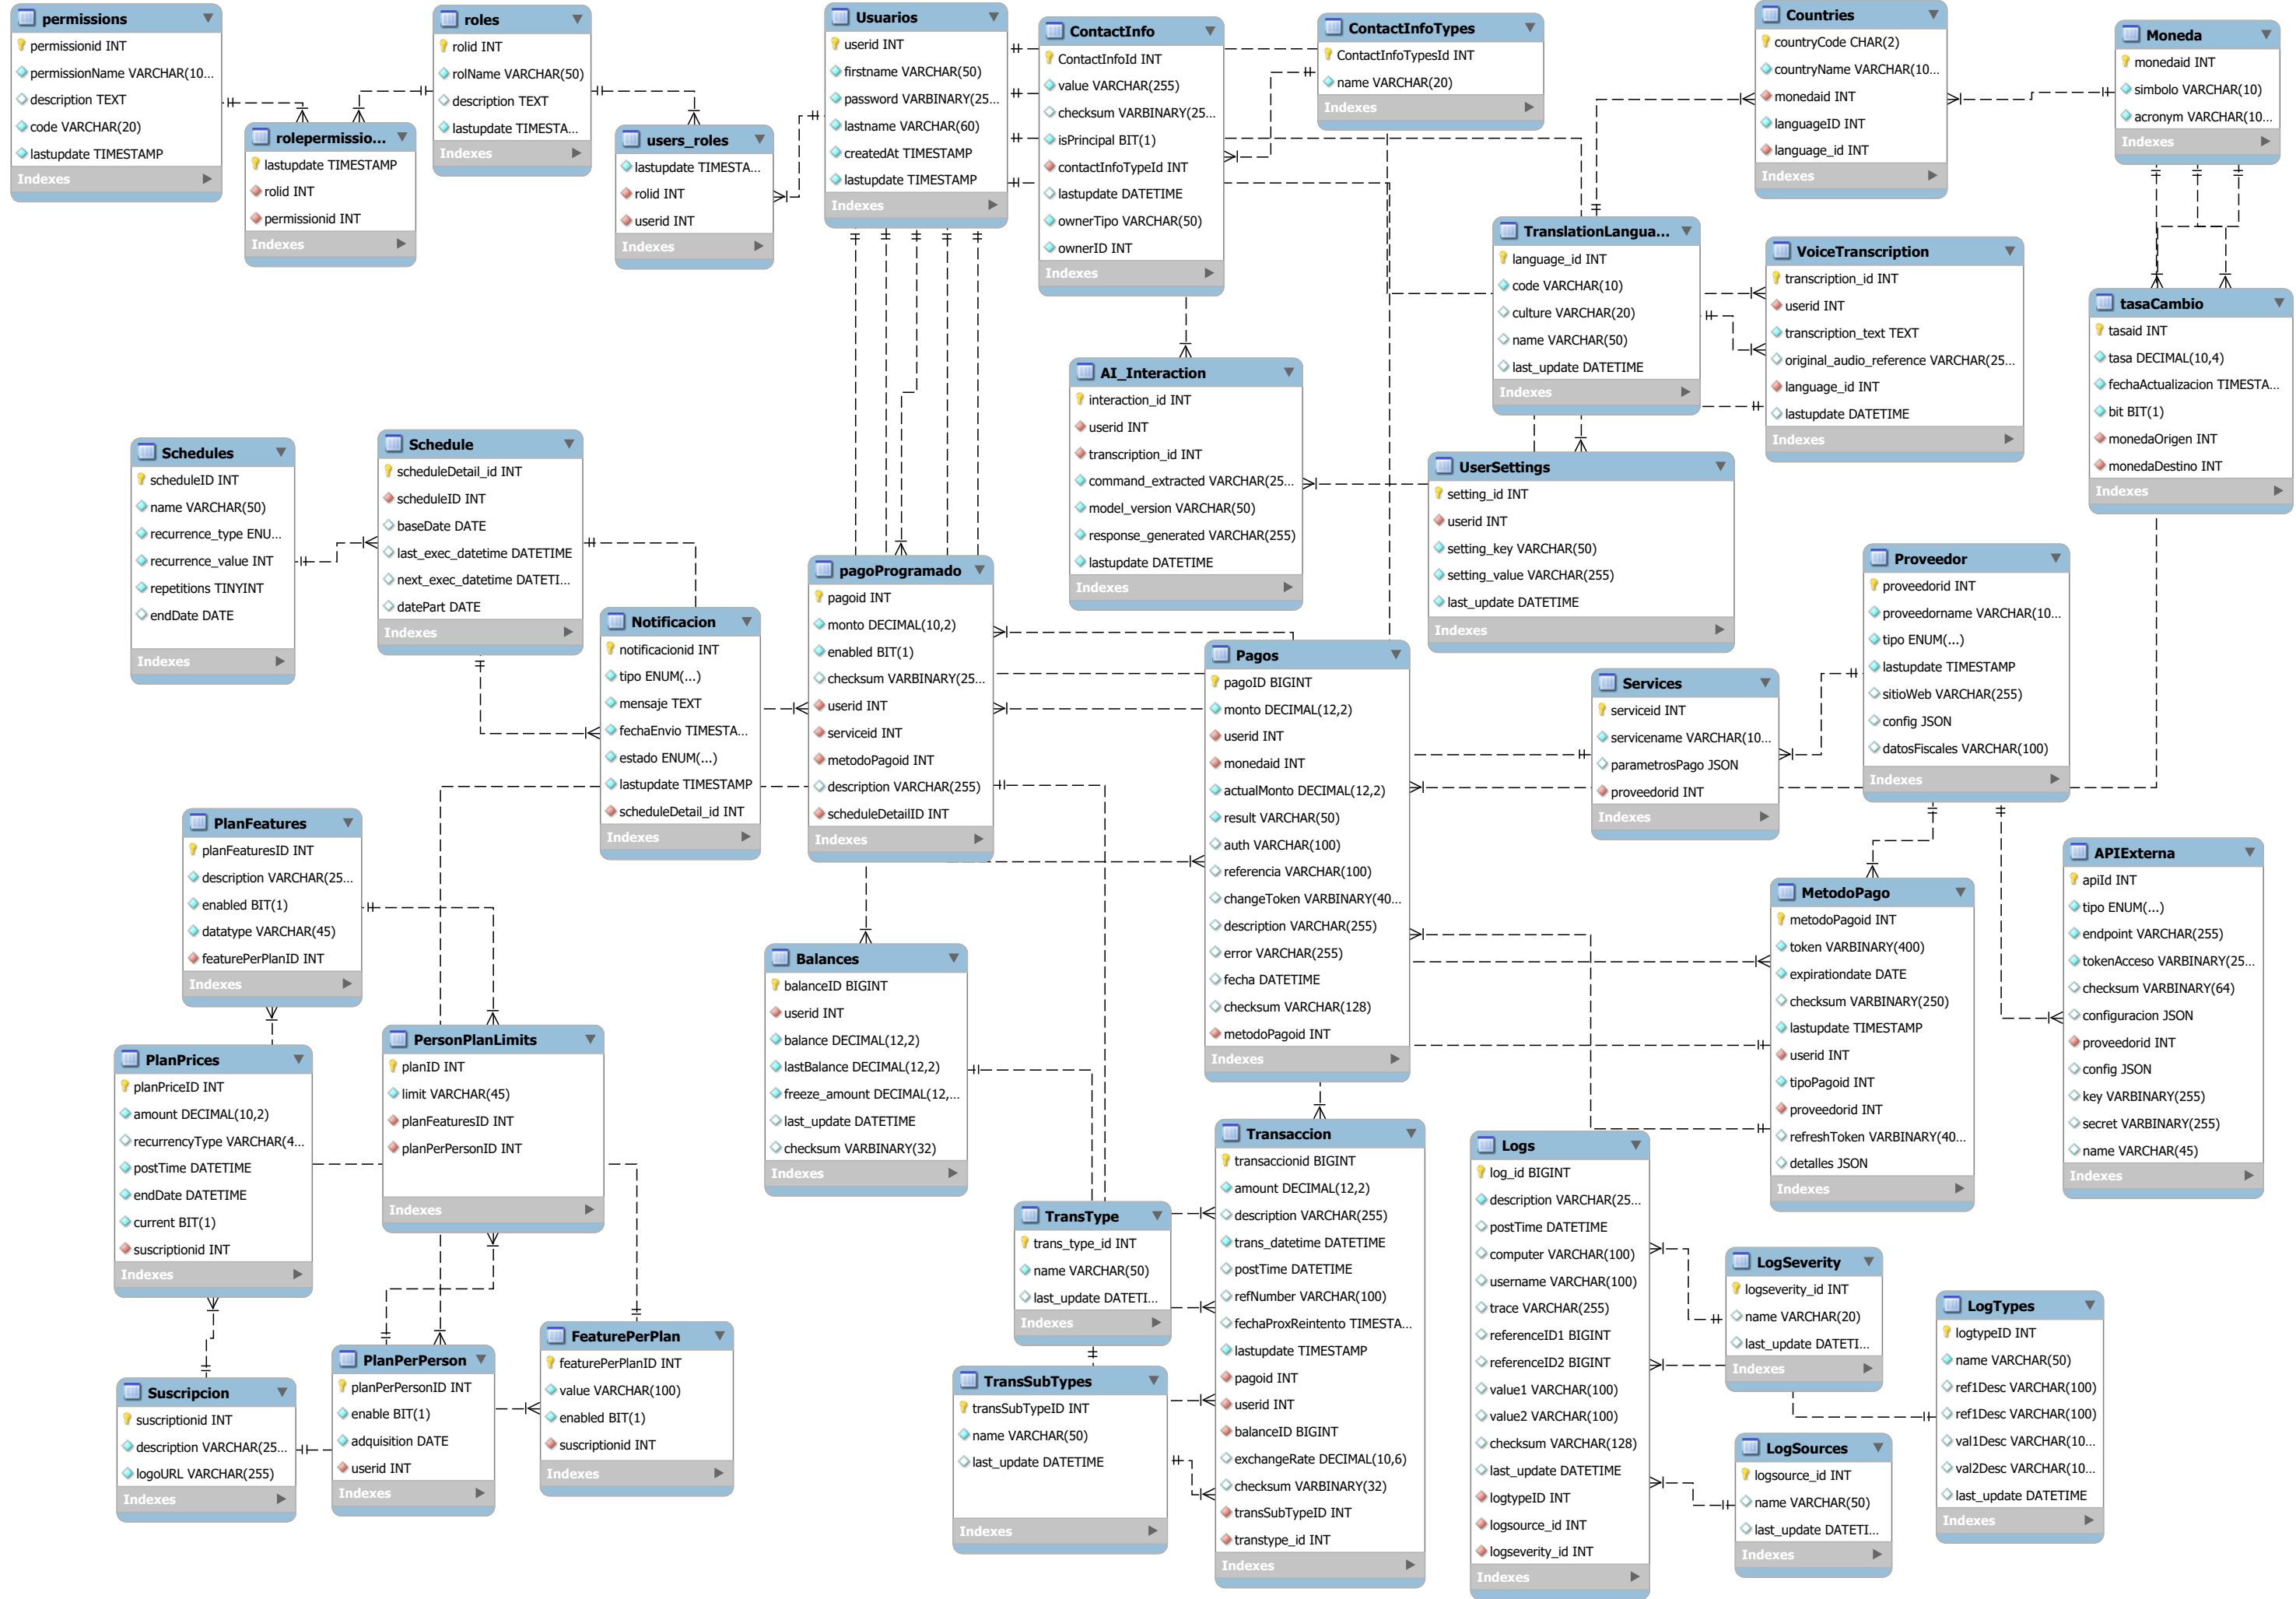 permissions
permissionid INT
permissionName VARCHAR(10...
description TEXT
code VARCHAR(20)
lastupdate TIMESTAMP
Indexes
rolepermissio...
lastupdate TIMESTAMP
rolid INT
permissionid INT
Indexes
roles
rolid INT
rolName VARCHAR(50)
description TEXT
lastupdate TIMESTA...
Indexes
users_roles
lastupdate TIMESTA...
rolid INT
userid INT
Indexes
Usuarios
userid INT
firstname VARCHAR(50)
password VARBINARY(25...
lastname VARCHAR(60)
createdAt TIMESTAMP
lastupdate TIMESTAMP
Indexes
ContactInfo
ContactInfoId INT
value VARCHAR(255)
checksum VARBINARY(25...
isPrincipal BIT(1)
contactInfoTypeId INT
lastupdate DATETIME
ownerTipo VARCHAR(50)
ownerID INT
Indexes
ContactInfoTypes
ContactInfoTypesId INT
name VARCHAR(20)
Indexes
Countries
countryCode CHAR(2)
countryName VARCHAR(10...
monedaid INT
languageID INT
language_id INT
Indexes
Moneda
monedaid INT
simbolo VARCHAR(10)
acronym VARCHAR(10...
Indexes
TranslationLangua...
language_id INT
code VARCHAR(10)
culture VARCHAR(20)
name VARCHAR(50)
last_update DATETIME
Indexes
VoiceTranscription
transcription_id INT
userid INT
transcription_text TEXT
original_audio_reference VARCHAR(25...
language_id INT
lastupdate DATETIME
Indexes
tasaCambio
tasaid INT
tasa DECIMAL(10,4)
fechaActualizacion TIMESTA...
bit BIT(1)
monedaOrigen INT
monedaDestino INT
Indexes
AI_Interaction
interaction_id INT
userid INT
transcription_id INT
command_extracted VARCHAR(25...
model_version VARCHAR(50)
response_generated VARCHAR(255)
lastupdate DATETIME
Indexes
UserSettings
setting_id INT
userid INT
setting_key VARCHAR(50)
setting_value VARCHAR(255)
last_update DATETIME
Indexes
Schedules
scheduleID INT
name VARCHAR(50)
recurrence_type ENU...
recurrence_value INT
repetitions TINYINT
endDate DATE
Indexes
Schedule
scheduleDetail_id INT
scheduleID INT
baseDate DATE
last_exec_datetime DATETIME
next_exec_datetime DATETI...
datePart DATE
Indexes
Notificacion
notificacionid INT
tipo ENUM(...)
mensaje TEXT
fechaEnvio TIMESTA...
estado ENUM(...)
lastupdate TIMESTAMP
scheduleDetail_id INT
Indexes
pagoProgramado
pagoid INT
monto DECIMAL(10,2)
enabled BIT(1)
checksum VARBINARY(25...
userid INT
serviceid INT
metodoPagoid INT
description VARCHAR(255)
scheduleDetailID INT
Indexes
Pagos
pagoID BIGINT
monto DECIMAL(12,2)
userid INT
monedaid INT
actualMonto DECIMAL(12,2)
result VARCHAR(50)
auth VARCHAR(100)
referencia VARCHAR(100)
changeToken VARBINARY(40...
description VARCHAR(255)
error VARCHAR(255)
fecha DATETIME
checksum VARCHAR(128)
metodoPagoid INT
Indexes
Services
serviceid INT
servicename VARCHAR(10...
parametrosPago JSON
proveedorid INT
Indexes
Proveedor
proveedorid INT
proveedorname VARCHAR(10...
tipo ENUM(...)
lastupdate TIMESTAMP
sitioWeb VARCHAR(255)
config JSON
datosFiscales VARCHAR(100)
Indexes
APIExterna
apiId INT
tipo ENUM(...)
endpoint VARCHAR(255)
tokenAcceso VARBINARY(25...
checksum VARBINARY(64)
configuracion JSON
proveedorid INT
config JSON
key VARBINARY(255)
secret VARBINARY(255)
name VARCHAR(45)
Indexes
MetodoPago
metodoPagoid INT
token VARBINARY(400)
expirationdate DATE
checksum VARBINARY(250)
lastupdate TIMESTAMP
userid INT
tipoPagoid INT
proveedorid INT
refreshToken VARBINARY(40...
detalles JSON
Indexes
PlanFeatures
planFeaturesID INT
description VARCHAR(25...
enabled BIT(1)
datatype VARCHAR(45)
featurePerPlanID INT
Indexes
PlanPrices
planPriceID INT
amount DECIMAL(10,2)
recurrencyType VARCHAR(4...
postTime DATETIME
endDate DATETIME
current BIT(1)
suscriptionid INT
Indexes
PersonPlanLimits
planID INT
limit VARCHAR(45)
planFeaturesID INT
planPerPersonID INT
Indexes
Balances
balanceID BIGINT
userid INT
balance DECIMAL(12,2)
lastBalance DECIMAL(12,2)
freeze_amount DECIMAL(12,...
last_update DATETIME
checksum VARBINARY(32)
Indexes
Suscripcion
suscriptionid INT
description VARCHAR(25...
logoURL VARCHAR(255)
Indexes
PlanPerPerson
planPerPersonID INT
enable BIT(1)
adquisition DATE
userid INT
Indexes
FeaturePerPlan
featurePerPlanID INT
value VARCHAR(100)
enabled BIT(1)
suscriptionid INT
Indexes
TransType
trans_type_id INT
name VARCHAR(50)
last_update DATETI...
Indexes
TransSubTypes
transSubTypeID INT
name VARCHAR(50)
last_update DATETIME
Indexes
Transaccion
transaccionid BIGINT
amount DECIMAL(12,2)
description VARCHAR(255)
trans_datetime DATETIME
postTime DATETIME
refNumber VARCHAR(100)
fechaProxReintento TIMESTA...
lastupdate TIMESTAMP
pagoid INT
userid INT
balanceID BIGINT
exchangeRate DECIMAL(10,6)
checksum VARBINARY(32)
transSubTypeID INT
transtype_id INT
Indexes
Logs
log_id BIGINT
description VARCHAR(25...
postTime DATETIME
computer VARCHAR(100)
username VARCHAR(100)
trace VARCHAR(255)
referenceID1 BIGINT
referenceID2 BIGINT
value1 VARCHAR(100)
value2 VARCHAR(100)
checksum VARCHAR(128)
last_update DATETIME
logtypeID INT
logsource_id INT
logseverity_id INT
Indexes
LogSeverity
logseverity_id INT
name VARCHAR(20)
last_update DATETI...
Indexes
LogSources
logsource_id INT
name VARCHAR(50)
last_update DATETI...
Indexes
LogTypes
logtypeID INT
name VARCHAR(50)
ref1Desc VARCHAR(100)
ref1Desc VARCHAR(100)
val1Desc VARCHAR(10...
val2Desc VARCHAR(10...
last_update DATETIME
Indexes